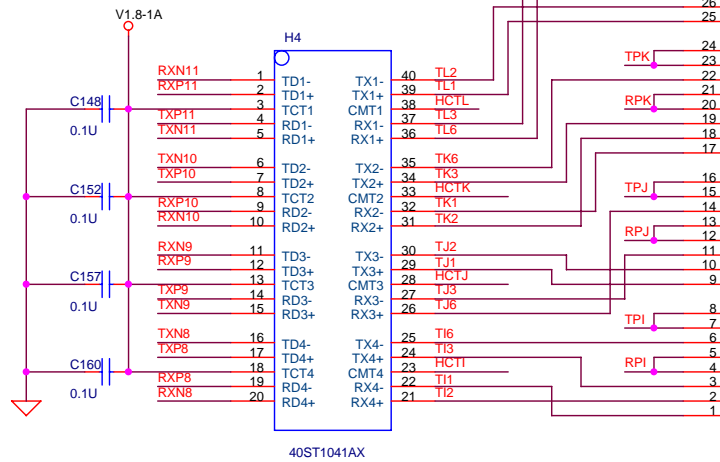 V1.8-1A
H4
RXN11 1 TD1- TX1- 40 TL2
RXP11 2 TD1+ TX1+ 39 TL1
3 TCT1 CMT1 38 HCTL
TXP11 4 RD1- RX1- 37 TL3
TXN11 5 RD1+ RX1+ 36 TL6
TXN10 6 TD2- TX2- 35 TK6
TXP10 7 TD2+ TX2+ 34 TK3
8 TCT2 CMT2 33 HCTK
RXP10 9 RD2- RX2- 32 TK1
RXN10 10 RD2+ RX2+ 31 TK2
RXN9 11 TD3- TX3- 30 TJ2
RXP9 12 TD3+ TX3+ 29 TJ1
13 TCT3 CMT3 28 HCTJ
TXP9 14 RD3- RX3- 27 TJ3
TXN9 15 RD3+ RX3+ 26 TJ6
TXN8 16 TD4- TX4- 25 TI6
TXP8 17 TD4+ TX4+ 24 TI3
18 TCT4 CMT4 23 HCTI
RXP8 19 RD4- RX4- 22 TI1
RXN8 20 RD4+ RX4+ 21 TI2
40ST1041AX
C148
0.1U
C152
0.1U
C157
0.1U
C160
0.1U
26
25
24
TPK
23
22
21
RPK
20
19
18
17
16
TPJ
15
14
13
RPJ
12
11
10
9
8
TPI
7
6
5
RPI
4
3
2
1